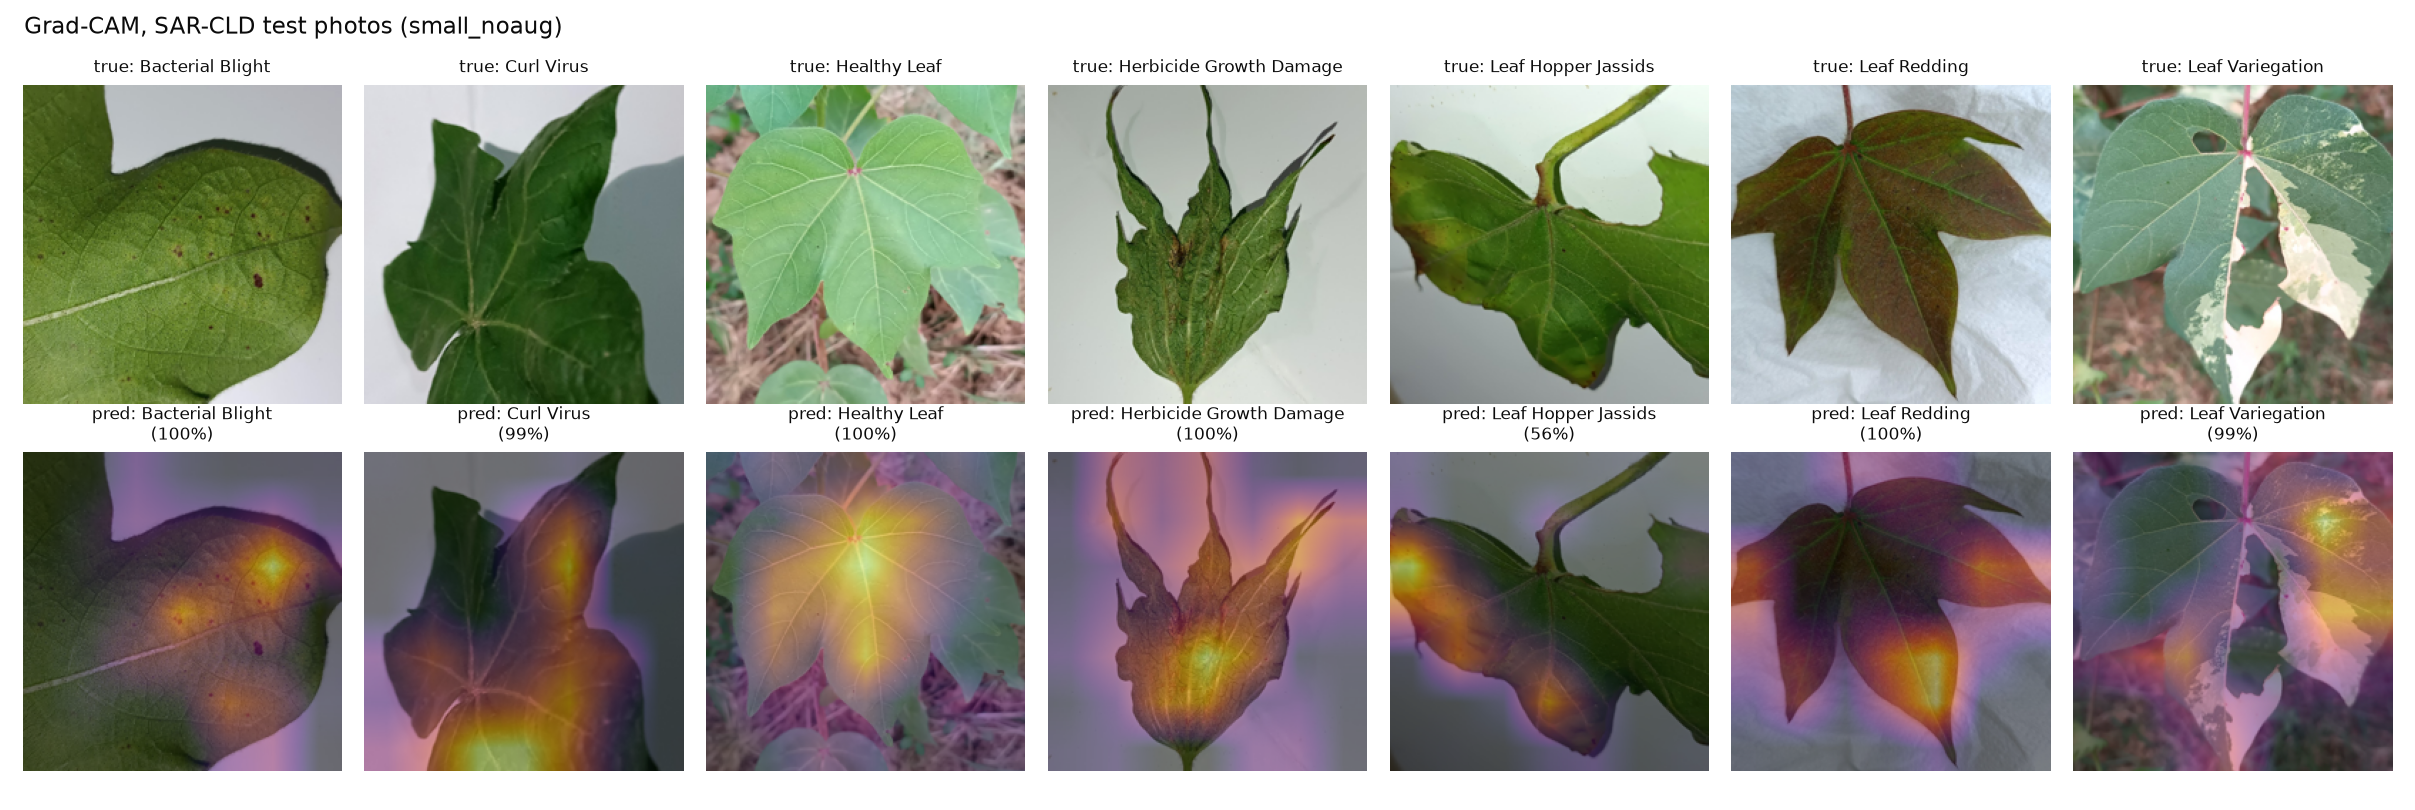 Grad-CAM, SAR-CLD test photos (small_noaug)
true: Bacterial Blight
true: Curl Virus
true: Healthy Leaf
true: Herbicide Growth Damage
true: Leaf Hopper Jassids
true: Leaf Redding
true: Leaf Variegation
pred: Bacterial Blight
(100%)
pred: Curl Virus
(99%)
pred: Healthy Leaf
(100%)
pred: Herbicide Growth Damage
(100%)
pred: Leaf Hopper Jassids
(56%)
pred: Leaf Redding
(100%)
pred: Leaf Variegation
(99%)